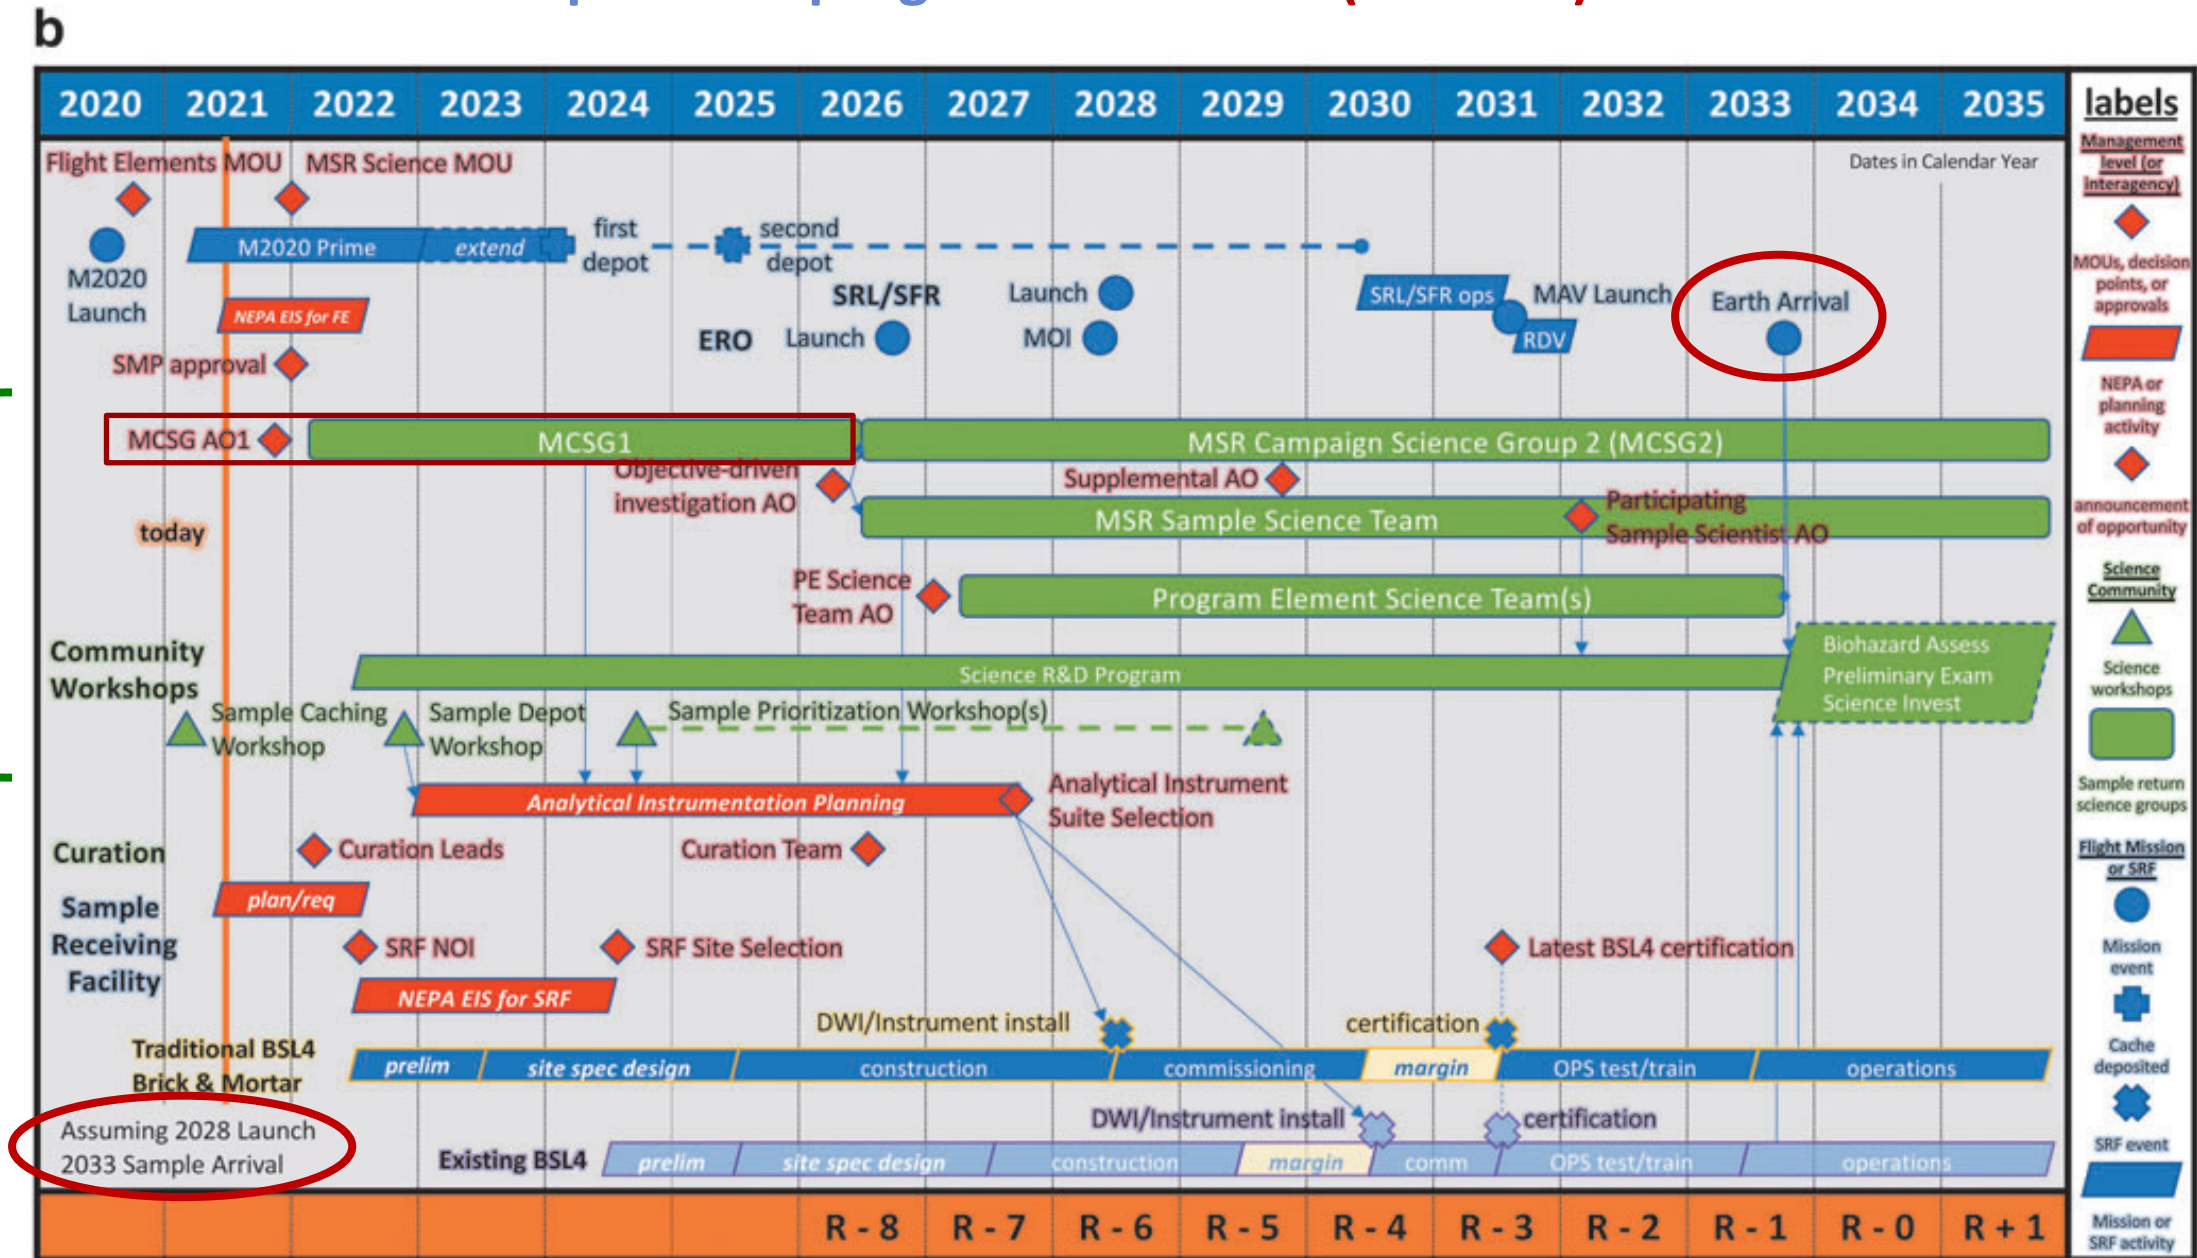 b
2020 2021 2022 2023 2024 2025 2026 2027 2028 2029 2030 2031 2032 2033 2034 2035
Flight Elements MOU
MSR Science MOU
Dates in Calendar Year
M2020 Prime
extend
first
depot
second
depot
M2020
Launch
NEPA EIS for FE
SRL/SFR
Launch
SRL/SFR ops
MAV Launch
Earth Arrival
ERO
Launch
MOI
RDV
SMP approval
MCSG AO1
MCSG1
MSR Campaign Science Group 2 (MCSG2)
Objective-driven
investigation AO
Supplemental AO
MSR Sample Science Team
Participating
Sample Scientist AO
today
PE Science
Team AO
Program Element Science Team(s)
Community
Workshops
Science R&D Program
Biohazard Assess
Preliminary Exam
Science Invest
Sample Caching
Workshop
Sample Depot
Workshop
Sample Prioritization Workshop(s)
Analytical Instrumentation Planning
Analytical Instrument
Suite Selection
Curation
Curation Leads
Curation Team
Sample
Receiving
Facility
plan/req
SRF NOI
SRF Site Selection
Latest BSL4 certification
NEPA EIS for SRF
DWI/Instrument install
certification
Traditional BSL4
Brick & Mortar
prelim
site spec design
construction
commissioning
margin
OPS test/train
operations
DWI/Instrument install
certification
Assuming 2028 Launch
2033 Sample Arrival
Existing BSL4
prelim
site spec design
construction
margin
comm
OPS test/train
operations
R - 8 R - 7 R - 6 R - 5 R - 4 R - 3 R - 2 R - 1 R - 0 R + 1
labels
Management
level (or
interagency)
MOUs, decision
points, or
approvals
NEPA or
planning
activity
announcement
of opportunity
Science
Community
Science
workshops
Sample return
science groups
Flight Mission
or SRF
Mission
event
Cache
deposited
SRF event
Mission or
SRF activity